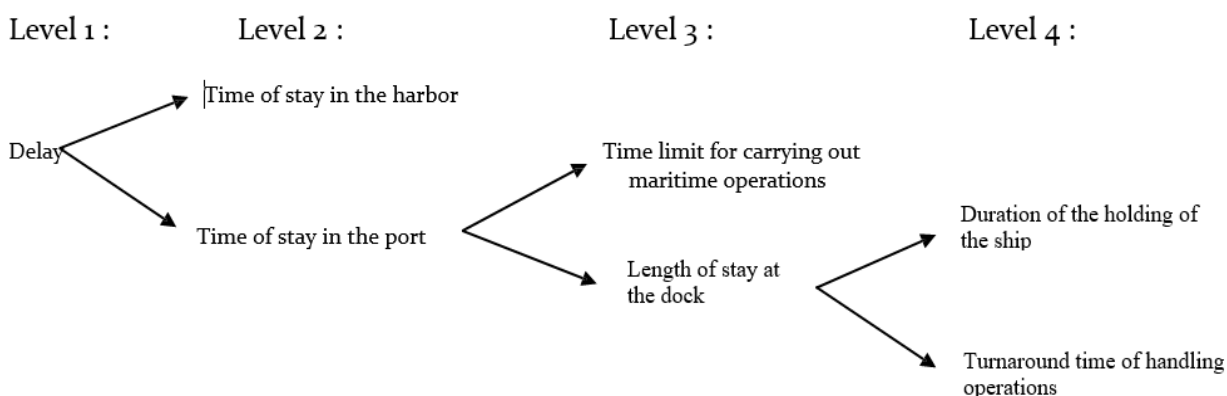 Level 1 :
Level 2 :
Level 3 :
Level 4 :
Time of stay in the harbor
Delay
Time limit for carrying out
maritime operations
Time of stay in the port
Duration of the holding of
the ship
Length of stay at
the dock
Turnaround time of handling
operations